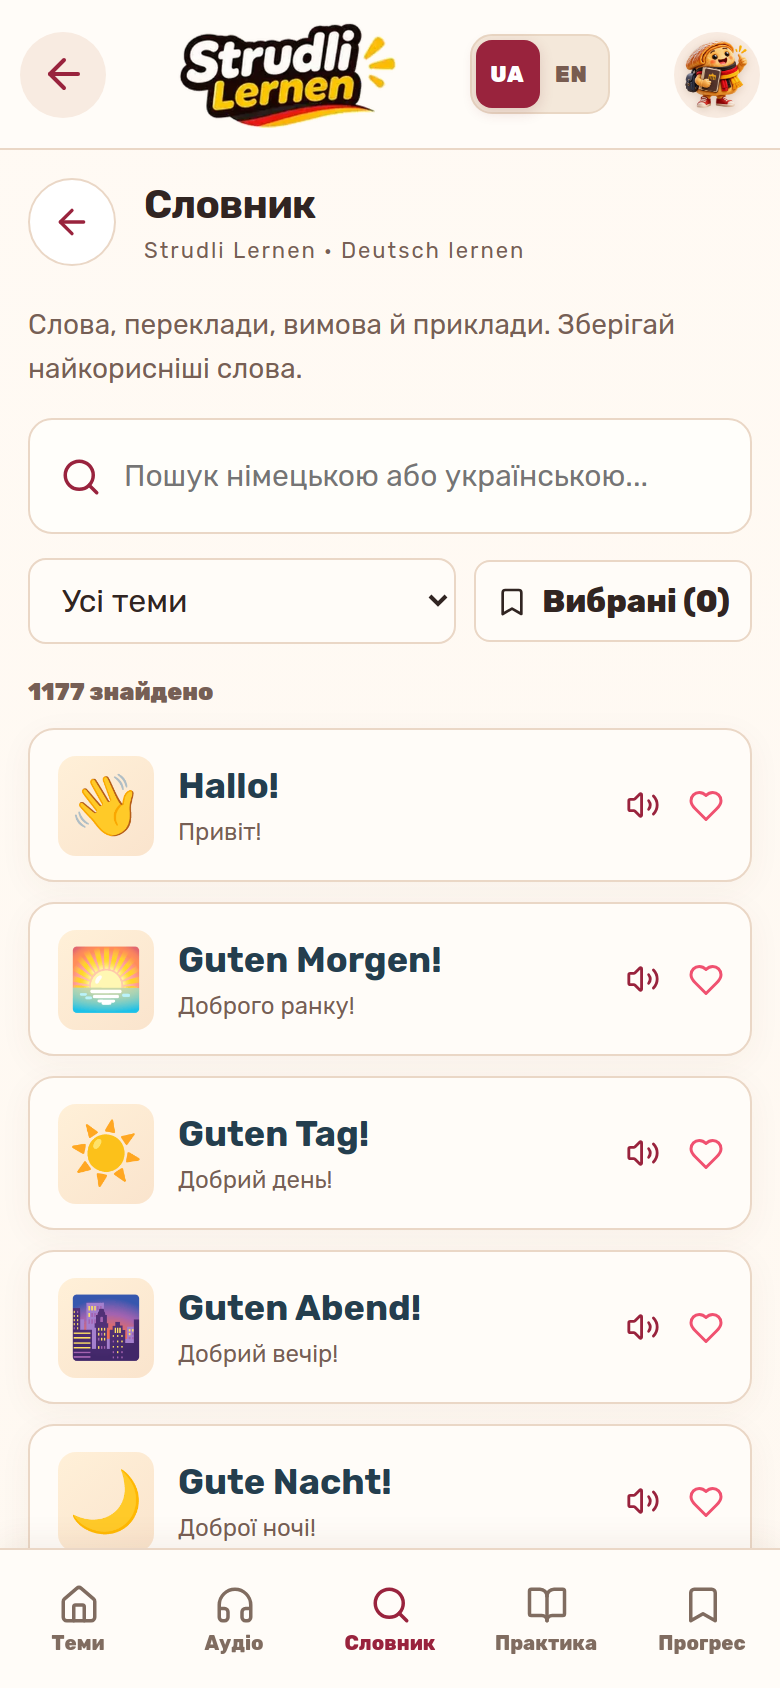 Strudli
Lernen
UA EN
Словник
Strudli Lernen • Deutsch lernen
Слова, переклади, вимова й приклади. Зберігай
найкорисніші слова.
Пошук німецькою або українською...
Усі теми
Вибрані (0)
1177 знайдено
Hallo!
Привіт!
Guten Morgen!
Доброго ранку!
Guten Tag!
Добрий день!
Guten Abend!
Добрий вечір!
Gute Nacht!
Доброї ночі!
Теми Аудіо Словник Практика Прогрес